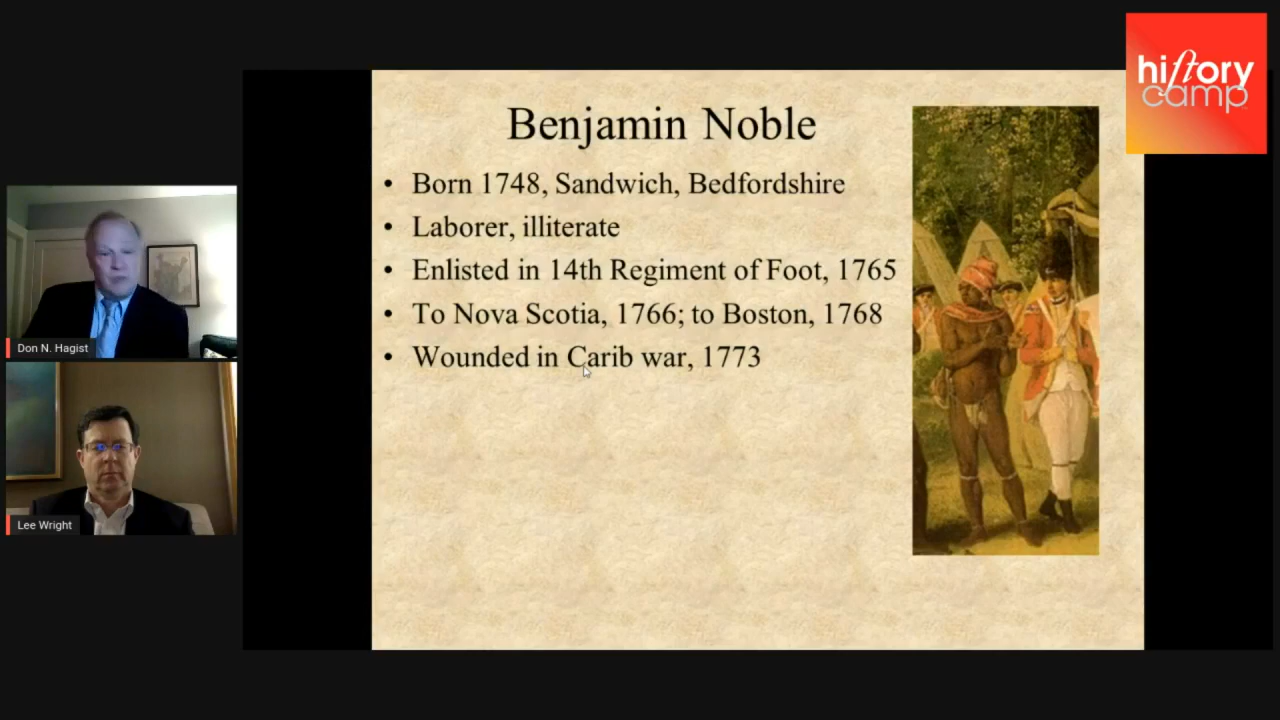 hiſtory
camp
Benjamin Noble
• Born 1748, Sandwich, Bedfordshire
• Laborer, illiterate
• Enlisted in 14th Regiment of Foot, 1765
• To Nova Scotia, 1766; to Boston, 1768
• Wounded in Carib war, 1773
Don N. Hagist
Lee Wright